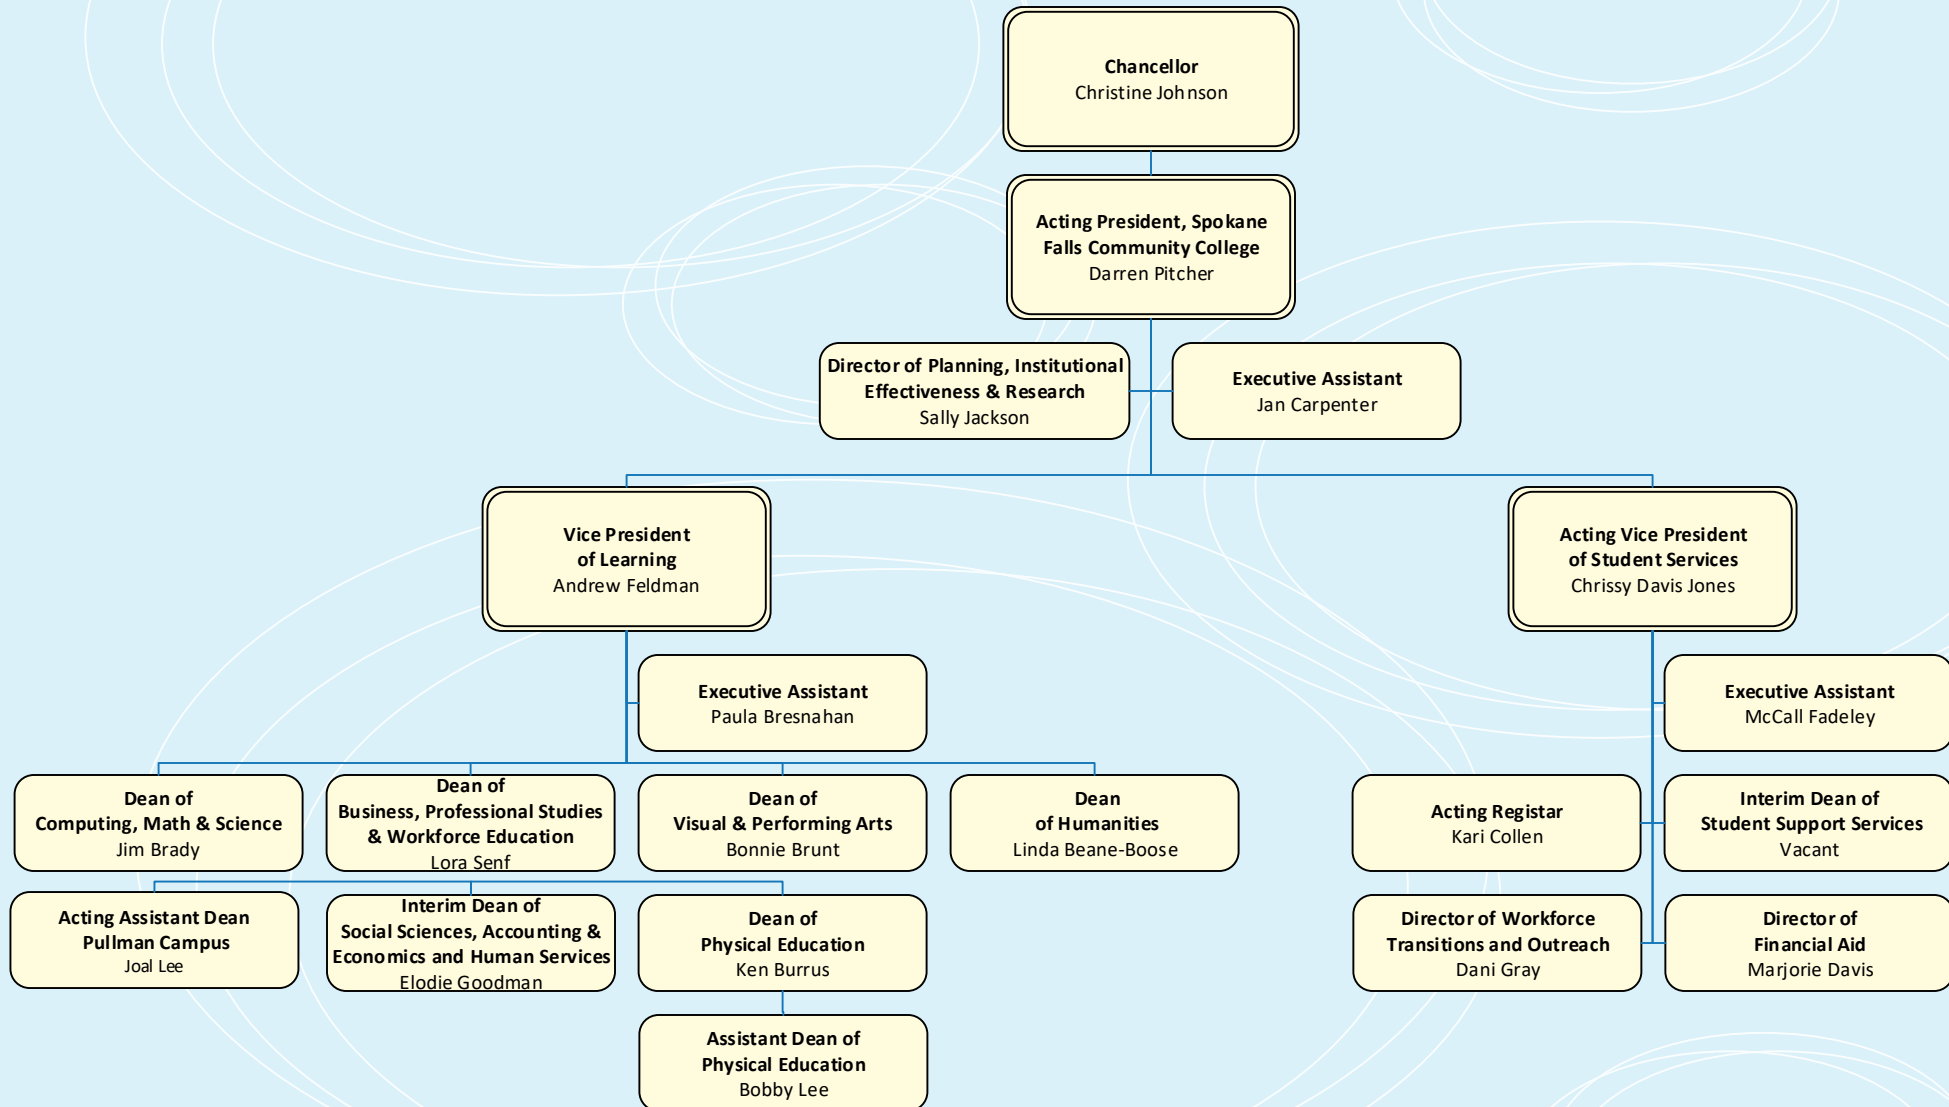 Chancellor
Christine Johnson
Acting President, Spokane
Falls Community College
Darren Pitcher
Director of Planning, Institutional
Effectiveness & Research
Sally Jackson
Executive Assistant
Jan Carpenter
Vice President
of Learning
Andrew Feldman
Acting Vice President
of Student Services
Chrissy Davis Jones
Executive Assistant
Paula Bresnahan
Executive Assistant
McCall Fadeley
Dean of
Computing, Math & Science
Jim Brady
Dean of
Business, Professional Studies
& Workforce Education
Lora Senf
Dean of
Visual & Performing Arts
Bonnie Brunt
Dean
of Humanities
Linda Beane-Boose
Acting Registar
Kari Collen
Interim Dean of
Student Support Services
Vacant
Acting Assistant Dean
Pullman Campus
Joal Lee
Interim Dean of
Social Sciences, Accounting &
Economics and Human Services
Elodie Goodman
Dean of
Physical Education
Ken Burrus
Director of Workforce
Transitions and Outreach
Dani Gray
Director of
Financial Aid
Marjorie Davis
Assistant Dean of
Physical Education
Bobby Lee